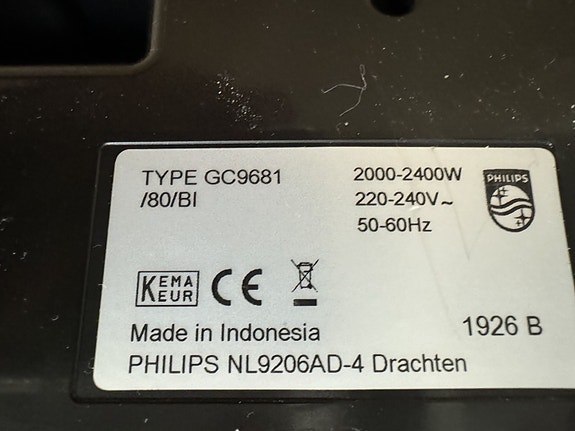 TYPE GC9681
/80/BI
2000-2400W
220-240V~
50-60Hz
PHILIPS
KEMA
KEUR
CE
Made in Indonesia
1926 B
PHILIPS NL9206AD-4 Drachten